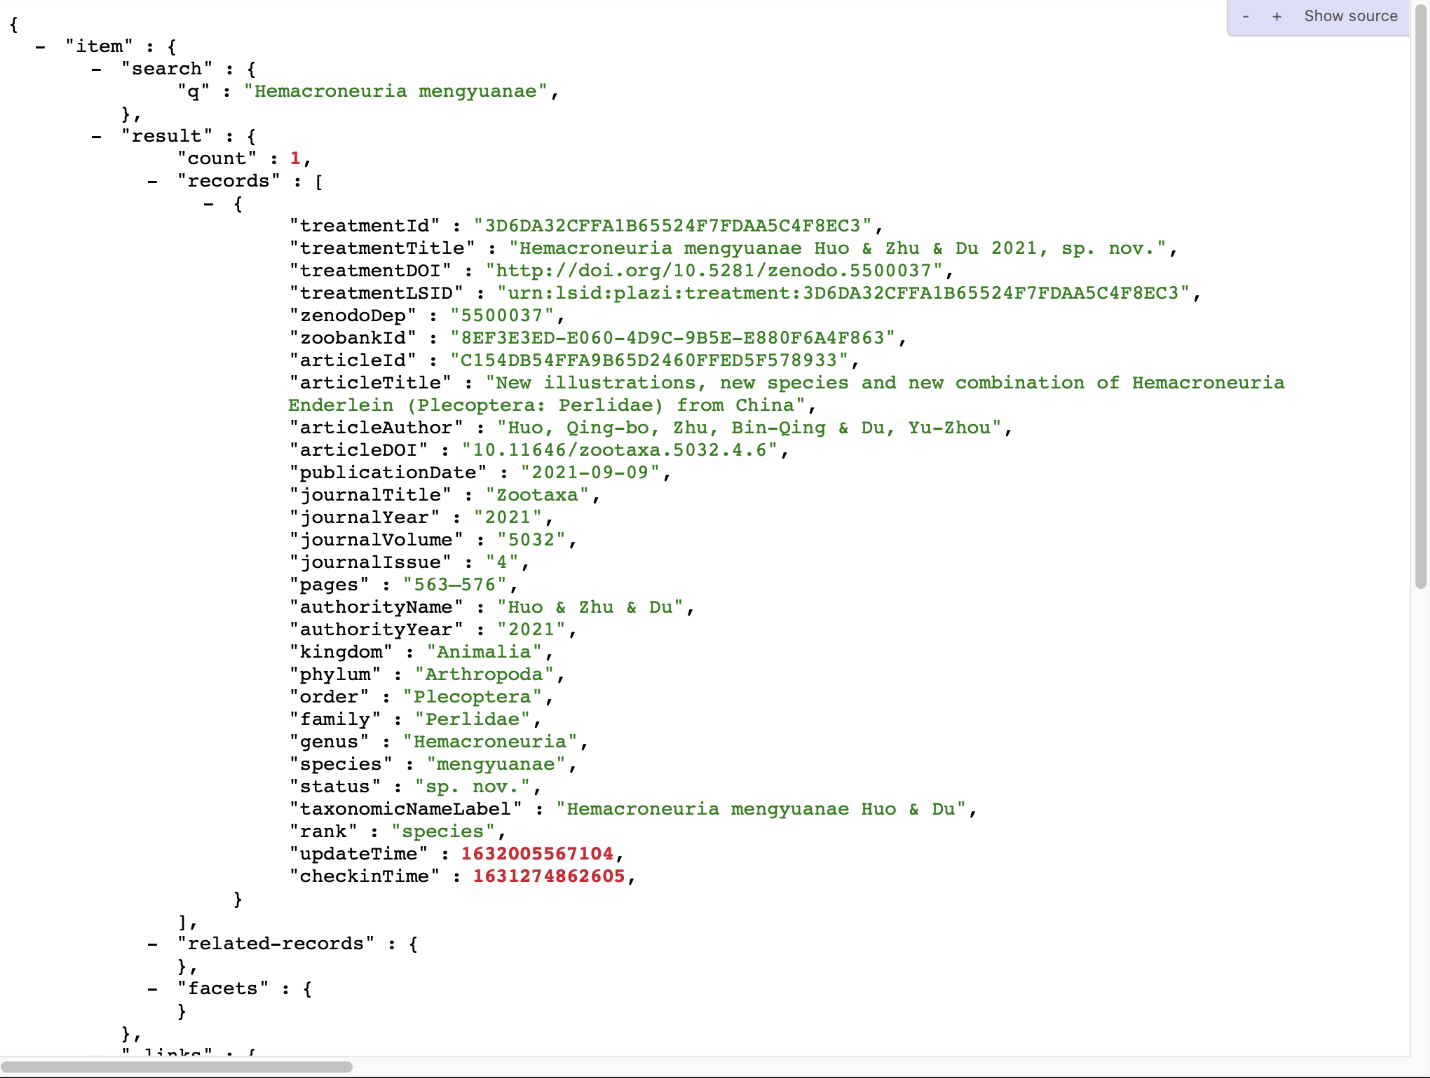 - + Show source
{
- "item" : {
- "search" : {
"q" : "Hemacroneuria mengyuanae",
},
- "result" : {
"count" : 1,
- "records" : [
- {
"treatmentId" : "3D6DA32CFFA1B65524F7FDAA5C4F8EC3",
"treatmentTitle" : "Hemacroneuria mengyuanae Huo & Zhu & Du 2021, sp. nov.",
"treatmentDOI" : "http://doi.org/10.5281/zenodo.5500037",
"treatmentLSID" : "urn:lsid:plazi:treatment:3D6DA32CFFA1B65524F7FDAA5C4F8EC3",
"zenodoDep" : "5500037",
"zoobankId" : "8EF3E3ED-E060-4D9C-9B5E-E880F6A4F863",
"articleId" : "C154DB54FFA9B65D2460FFED5F578933",
"articleTitle" : "New illustrations, new species and new combination of Hemacroneuria
Enderlein (Plecoptera: Perlidae) from China",
"articleAuthor" : "Huo, Qing-bo, Zhu, Bin-Qing & Du, Yu-Zhou",
"articleDOI" : "10.11646/zootaxa.5032.4.6",
"publicationDate" : "2021-09-09",
"journalTitle" : "Zootaxa",
"journalYear" : "2021",
"journalVolume" : "5032",
"journalIssue" : "4",
"pages" : "563–576",
"authorityName" : "Huo & Zhu & Du",
"authorityYear" : "2021",
"kingdom" : "Animalia",
"phylum" : "Arthropoda",
"order" : "Plecoptera",
"family" : "Perlidae",
"genus" : "Hemacroneuria",
"species" : "mengyuanae",
"status" : "sp. nov.",
"taxonomicNameLabel" : "Hemacroneuria mengyuanae Huo & Du",
"rank" : "species",
"updateTime" : 1632005567104,
"checkinTime" : 1631274862605,
}
],
- "related-records" : {
},
- "facets" : {
}
},
- "_links" : {